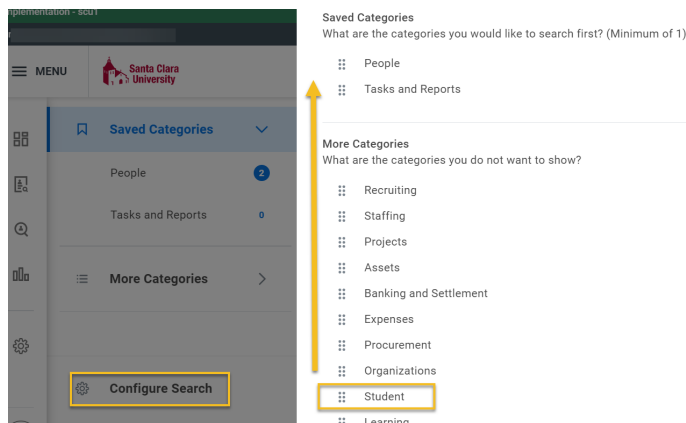 mplementation - scu1
r
MENU
Santa Clara
University
Saved Categories
People
2
Tasks and Reports
0
More Categories
Configure Search
Saved Categories
What are the categories you would like to search first? (Minimum of 1)
People
Tasks and Reports
More Categories
What are the categories you do not want to show?
Recruiting
Staffing
Projects
Assets
Banking and Settlement
Expenses
Procurement
Organizations
Student
Learning